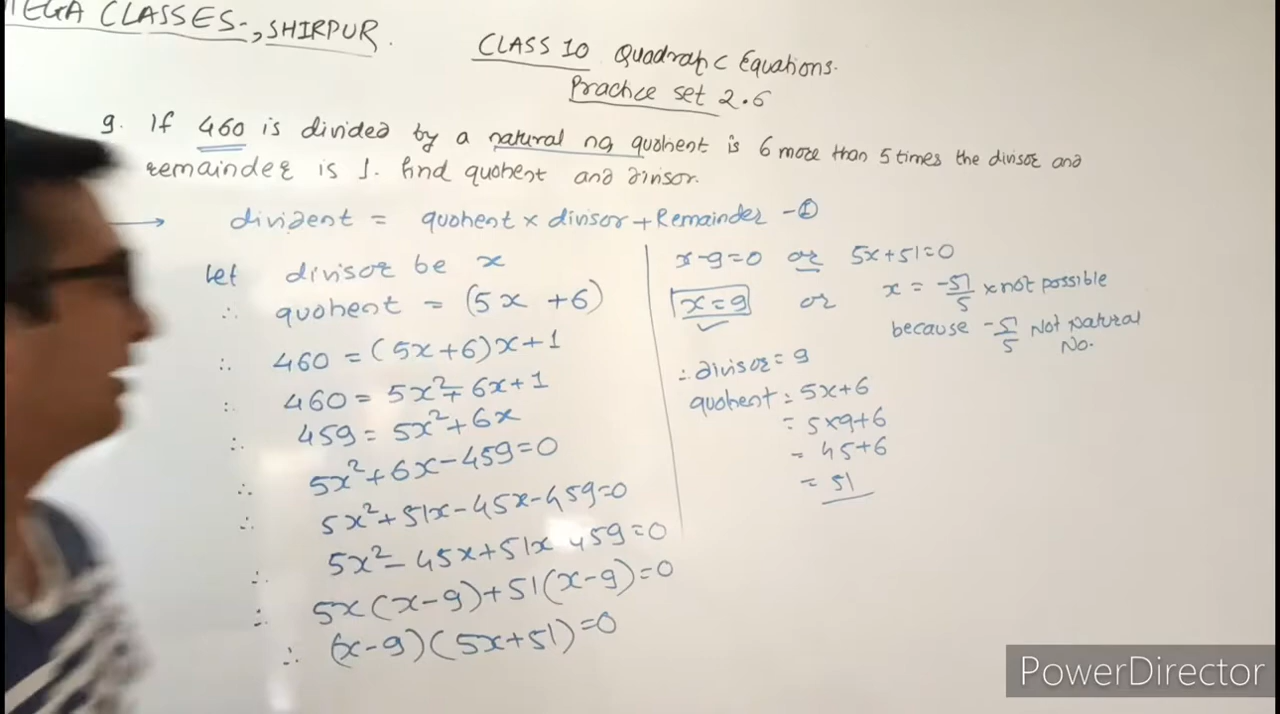 TEGA CLASSES-, SHIRPUR.
CLASS 10 Quadratic Equations.
Practice set 2.6
9. If 460 is divided by a natural no quotient is 6 more than 5 times the divisor and
remainder is 1. find quotient and divisor.
→ divident = quotient × divisor + Remainder -①
Let divisor be x
∴ quotient = (5x + 6)
∴ 460 = (5x+6)x+1
∴ 460 = 5x²+ 6x+1
∴ 459 = 5x²+6x
∴ 5x²+6x-459=0
∴ 5x²+51x-45x-459=0
∴ 5x²-45x+51x 459=0
∴ 5x(x-9)+51(x-9)=0
∴ (x-9)(5x+51)=0
x-9=0 or 5x+51=0
x=9 or x = -51/5 × not possible
because -51/5 Not Natural
No.
∴ divisor = 9
quotient = 5x+6
= 5×9+6
= 45+6
= 51
PowerDirector